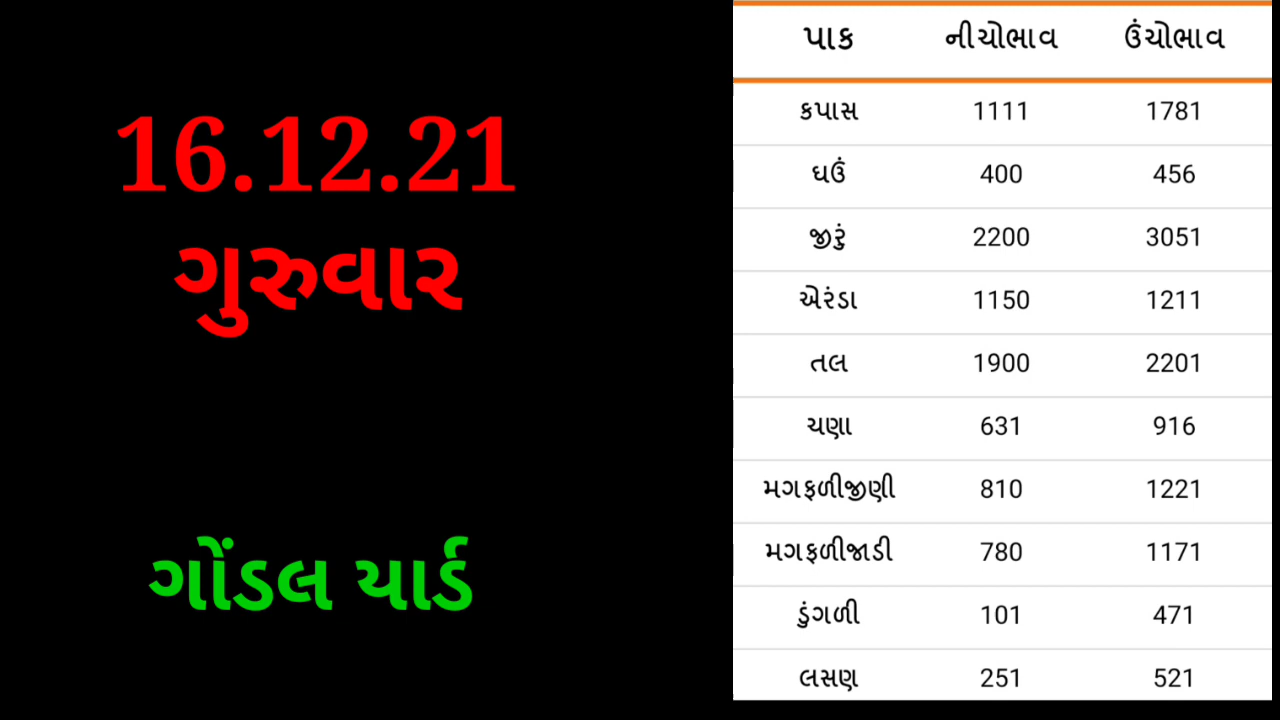 16.12.21
ગુરુવાર
ગોંડલ યાર્ડ
પાક નીચોભાવ ઉંચોભાવ
કપાસ 1111 1781
ઘઉં 400 456
જીરું 2200 3051
એરંડા 1150 1211
તલ 1900 2201
ચણા 631 916
મગફળીજીણી 810 1221
મગફળીજાડી 780 1171
ડુંગળી 101 471
લસણ 251 521